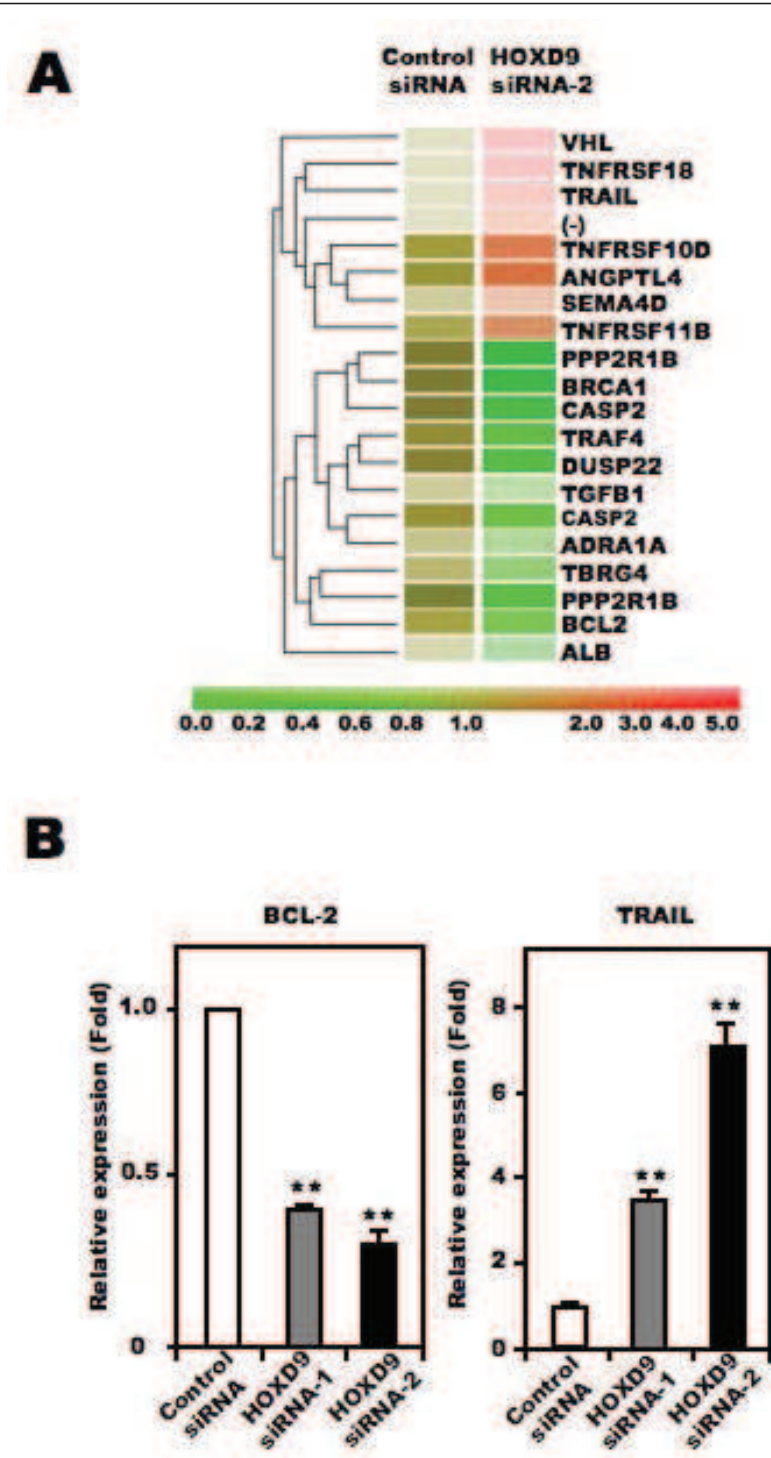 A
Control HOXD9
siRNA siRNA-2
VHL
TNFRSF18
TRAIL
(-)
TNFRSF10D
ANGPTL4
SEMA4D
TNFRSF11B
PPP2R1B
BRCA1
CASP2
TRAF4
DUSP22
TGFB1
CASP2
ADRA1A
TBRG4
PPP2R1B
BCL2
ALB
0.0 0.2 0.4 0.6 0.8 1.0 2.0 3.0 4.0 5.0
B
BCL-2
Relative expression (Fold)
1.0
0.5
0
**
**
Control
siRNA
HOXD9
siRNA-1
HOXD9
siRNA-2
TRAIL
Relative expression (Fold)
8
6
4
2
0
**
**
Control
siRNA
HOXD9
siRNA-1
HOXD9
siRNA-2